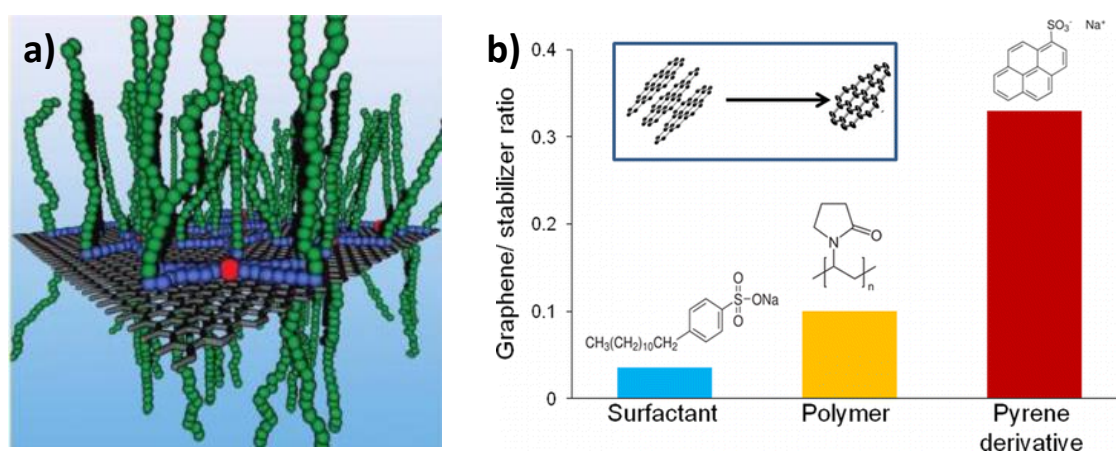 a)
b)
Graphene/ stabilizer ratio
0.4
0.3
0.2
0.1
0
SO₃⁻ Na⁺
N
O
n
O
S
ONa
O
CH₃(CH₂)₁₀CH₂
Surfactant
Polymer
Pyrene
derivative